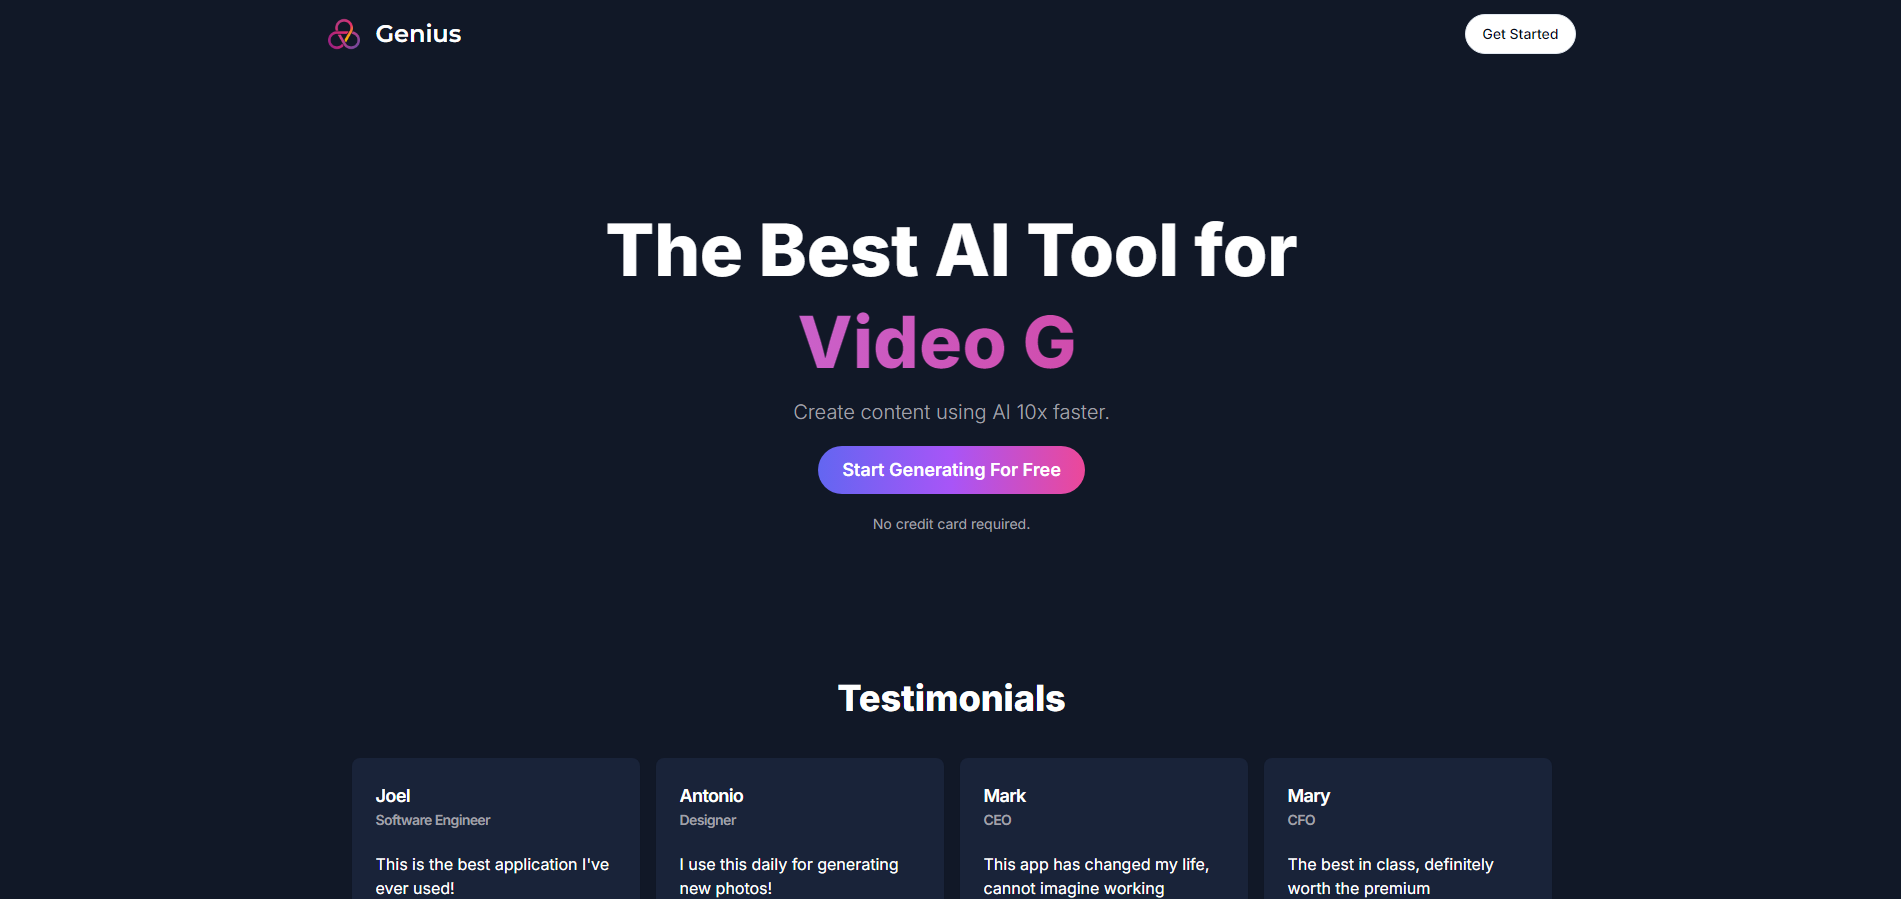 Genius
Get Started
The Best AI Tool for
Video G
Create content using AI 10x faster.
Start Generating For Free
No credit card required.
Testimonials
Joel
Software Engineer
This is the best application I've
ever used!
Antonio
Designer
I use this daily for generating
new photos!
Mark
CEO
This app has changed my life,
cannot imagine working
Mary
CFO
The best in class, definitely
worth the premium